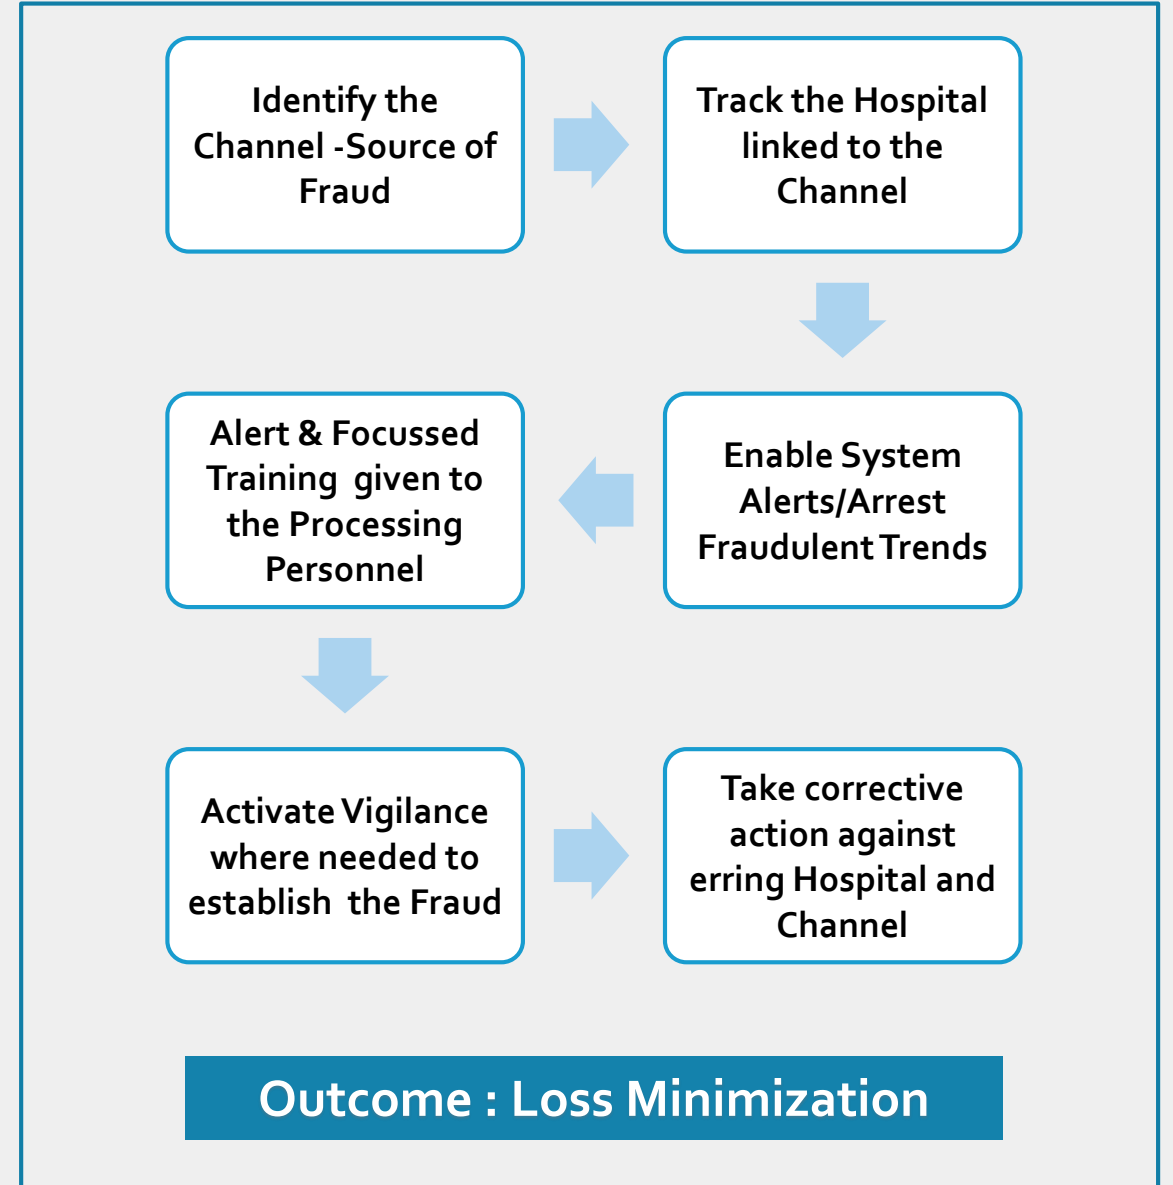 Identify the
Channel -Source of
Fraud
Track the Hospital
linked to the
Channel
Enable System
Alerts/Arrest
Fraudulent Trends
Alert & Focussed
Training  given to
the Processing
Personnel
Activate Vigilance
where needed to
establish  the Fraud
Take corrective
action against
erring Hospital and
Channel
Outcome : Loss Minimization